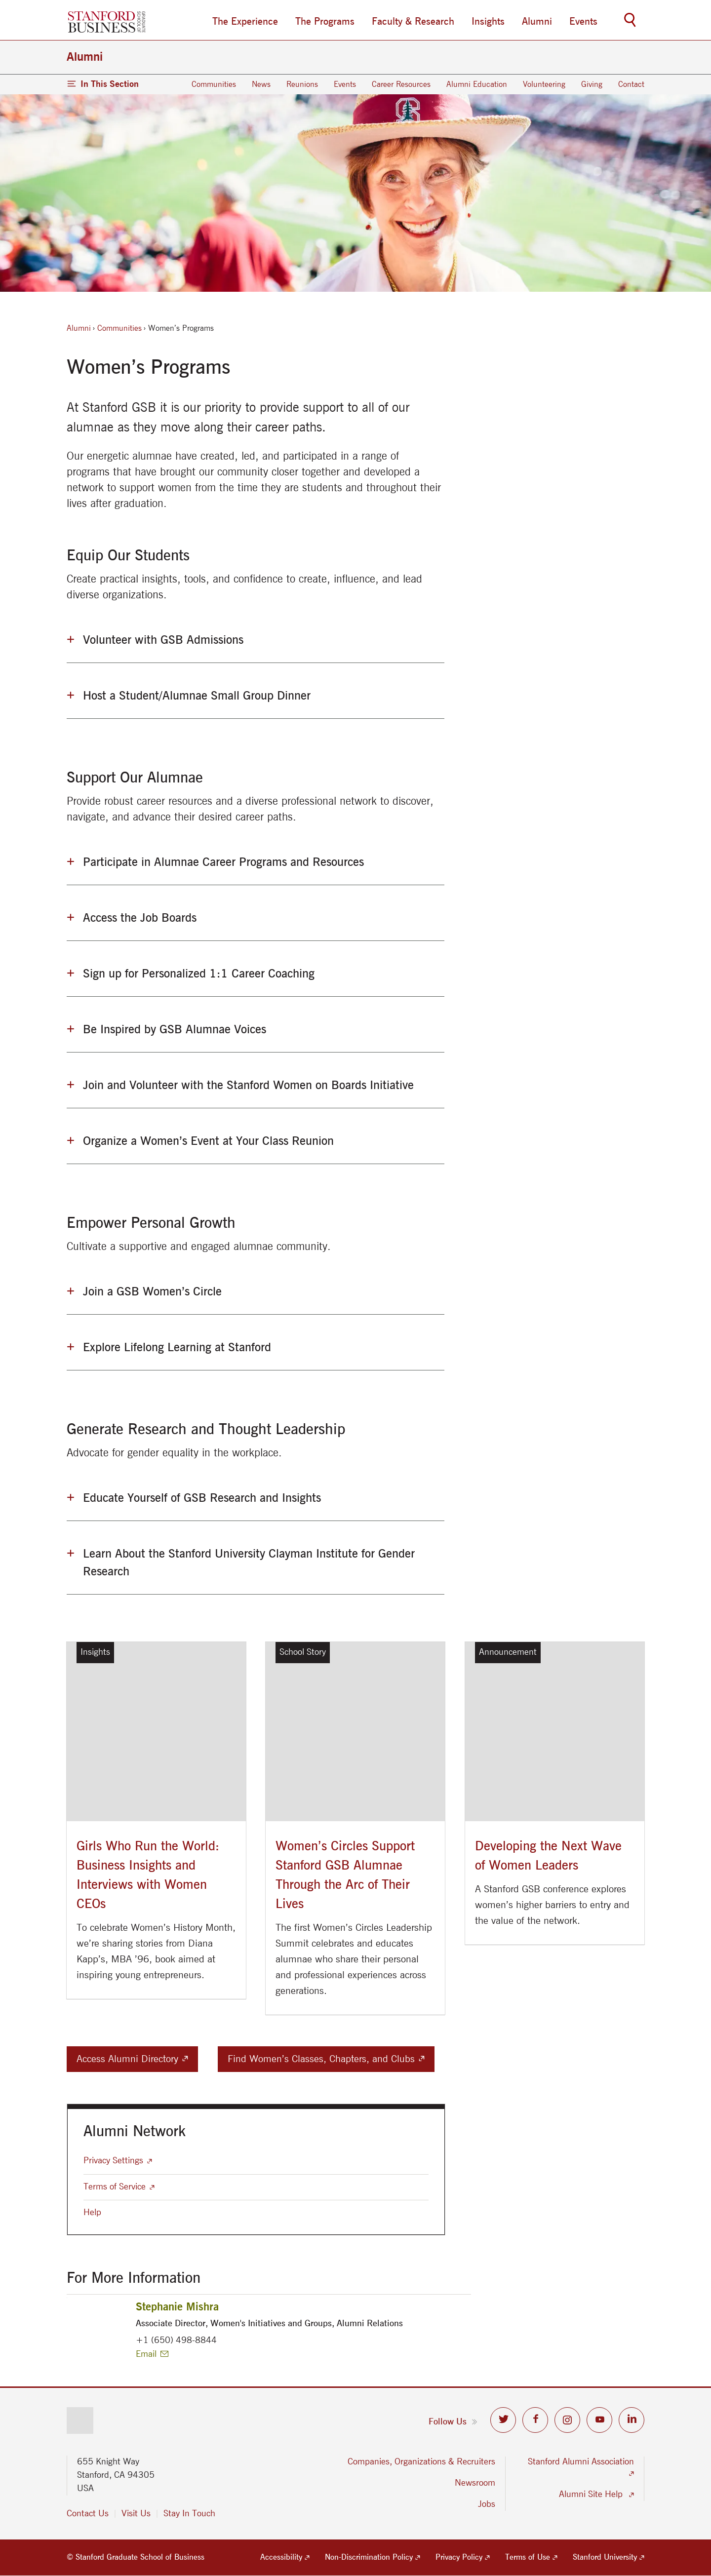 STANFORD
BUSINESS
GRADUATE
SCHOOL OF
The Experience
The Programs
Faculty & Research
Insights
Alumni
Events
Alumni
In This Section
Communities
News
Reunions
Events
Career Resources
Alumni Education
Volunteering
Giving
Contact
S
Alumni › Communities › Women's Programs
Women's Programs
At Stanford GSB it is our priority to provide support to all of our
alumnae as they move along their career paths.
Our energetic alumnae have created, led, and participated in a range of
programs that have brought our community closer together and developed a
network to support women from the time they are students and throughout their
lives after graduation.
Equip Our Students
Create practical insights, tools, and confidence to create, influence, and lead
diverse organizations.
+ Volunteer with GSB Admissions
+ Host a Student/Alumnae Small Group Dinner
Support Our Alumnae
Provide robust career resources and a diverse professional network to discover,
navigate, and advance their desired career paths.
+ Participate in Alumnae Career Programs and Resources
+ Access the Job Boards
+ Sign up for Personalized 1:1 Career Coaching
+ Be Inspired by GSB Alumnae Voices
+ Join and Volunteer with the Stanford Women on Boards Initiative
+ Organize a Women's Event at Your Class Reunion
Empower Personal Growth
Cultivate a supportive and engaged alumnae community.
+ Join a GSB Women's Circle
+ Explore Lifelong Learning at Stanford
Generate Research and Thought Leadership
Advocate for gender equality in the workplace.
+ Educate Yourself of GSB Research and Insights
+ Learn About the Stanford University Clayman Institute for Gender
Research
Insights
Girls Who Run the World:
Business Insights and
Interviews with Women
CEOs
To celebrate Women's History Month,
we're sharing stories from Diana
Kapp's, MBA '96, book aimed at
inspiring young entrepreneurs.
School Story
Women's Circles Support
Stanford GSB Alumnae
Through the Arc of Their
Lives
The first Women's Circles Leadership
Summit celebrates and educates
alumnae who share their personal
and professional experiences across
generations.
Announcement
Developing the Next Wave
of Women Leaders
A Stanford GSB conference explores
women's higher barriers to entry and
the value of the network.
Access Alumni Directory
Find Women's Classes, Chapters, and Clubs
Alumni Network
Privacy Settings
Terms of Service
Help
For More Information
Stephanie Mishra
Associate Director, Women's Initiatives and Groups, Alumni Relations
+1 (650) 498-8844
Email
Follow Us »
655 Knight Way
Stanford, CA 94305
USA
Contact Us | Visit Us | Stay In Touch
Companies, Organizations & Recruiters
Newsroom
Jobs
Stanford Alumni Association
Alumni Site Help
© Stanford Graduate School of Business
Accessibility
Non-Discrimination Policy
Privacy Policy
Terms of Use
Stanford University